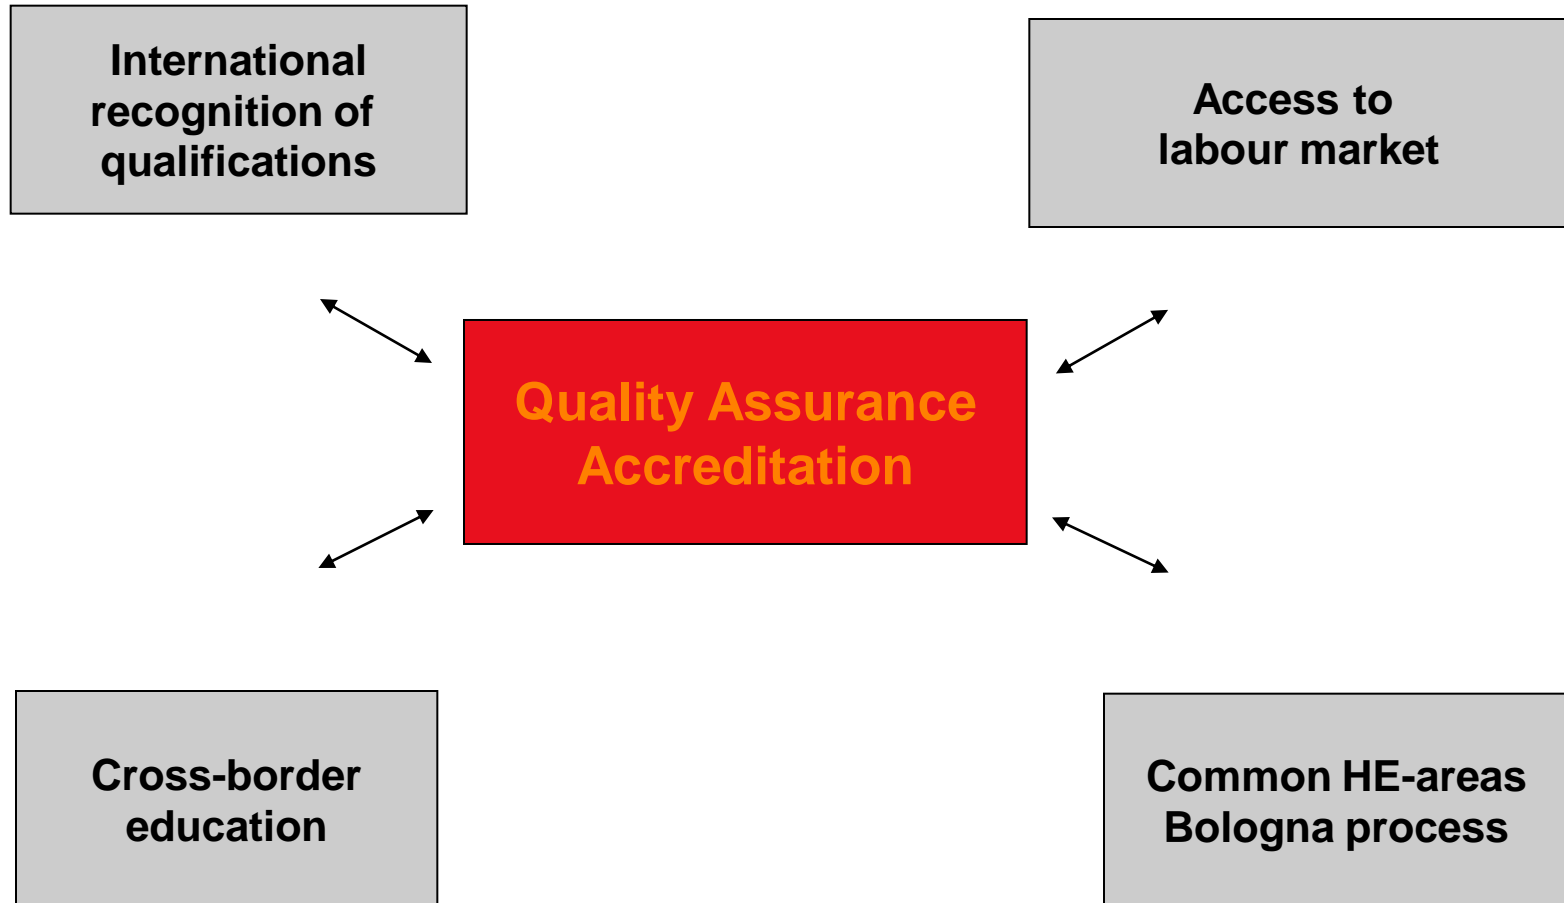 International
recognition of
qualifications
Access to
labour market
Quality Assurance
Accreditation
Cross-border
education
Common HE-areas
Bologna process